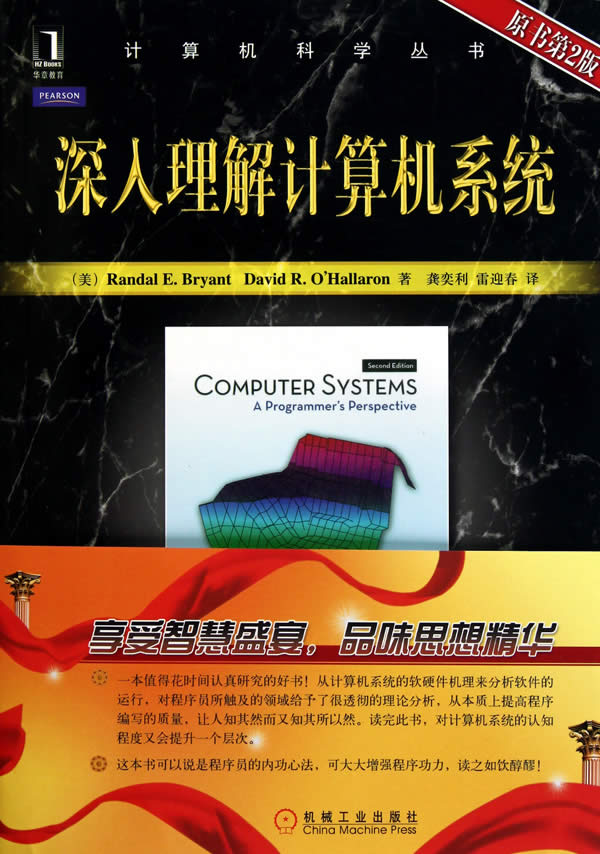 HZ BOOKS
华章教育
PEARSON
计算机科学丛书
原书第2版
深入理解计算机系统
(美) Randal E. Bryant David R. O'Hallaron 著 龚奕利 雷迎春 译
Second Edition
COMPUTER SYSTEMS
A Programmer's Perspective
享受智慧盛宴，品味思想精华
一本值得花时间认真研究的好书！从计算机系统的软硬件机理来分析软件的
运行，对程序员所触及的领域给予了很透彻的理论分析，从本质上提高程序
编写的质量，让人知其然而又知其所以然。读完此书，对计算机系统的认知
程度又会提升一个层次。
这本书可以说是程序员的内功心法，可大大增强程序功力，读之如饮醇醪！
机械工业出版社
China Machine Press